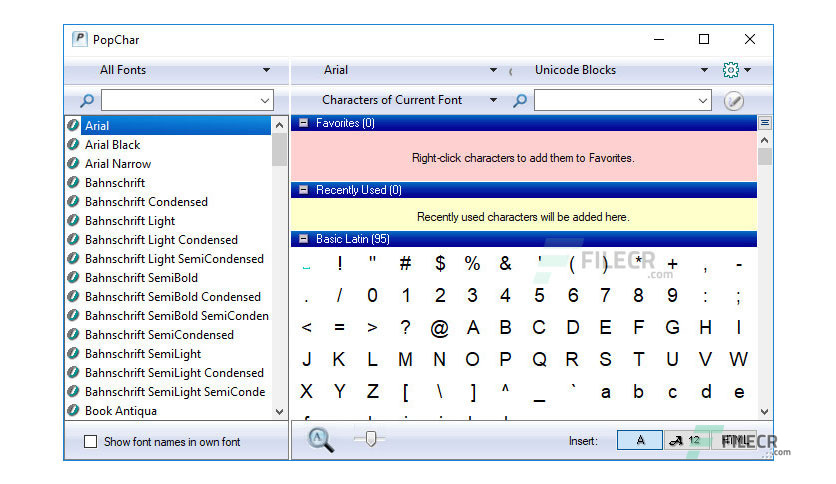 PopChar
All Fonts
Arial
Unicode Blocks
Characters of Current Font
Arial
Arial Black
Arial Narrow
Bahnschrift
Bahnschrift Condensed
Bahnschrift Light
Bahnschrift Light Condensed
Bahnschrift Light SemiCondensed
Bahnschrift SemiBold
Bahnschrift SemiBold Condensed
Bahnschrift SemiBold SemiConden
Bahnschrift SemiCondensed
Bahnschrift SemiLight
Bahnschrift SemiLight Condensed
Bahnschrift SemiLight SemiConde
Book Antiqua
Show font names in own font
Favorites (0)
Right-click characters to add them to Favorites.
Recently Used (0)
Recently used characters will be added here.
Basic Latin (95)
! " # $ % & ' ( ) * + , -
. / 0 1 2 3 4 5 6 7 8 9 : ;
< = > ? @ A B C D E F G H I
J K L M N O P Q R S T U V W
X Y Z [ \ ] ^ _ ` a b c d e
FILECR
.com
Insert:
A
A 12
HTML
FILECR
.com